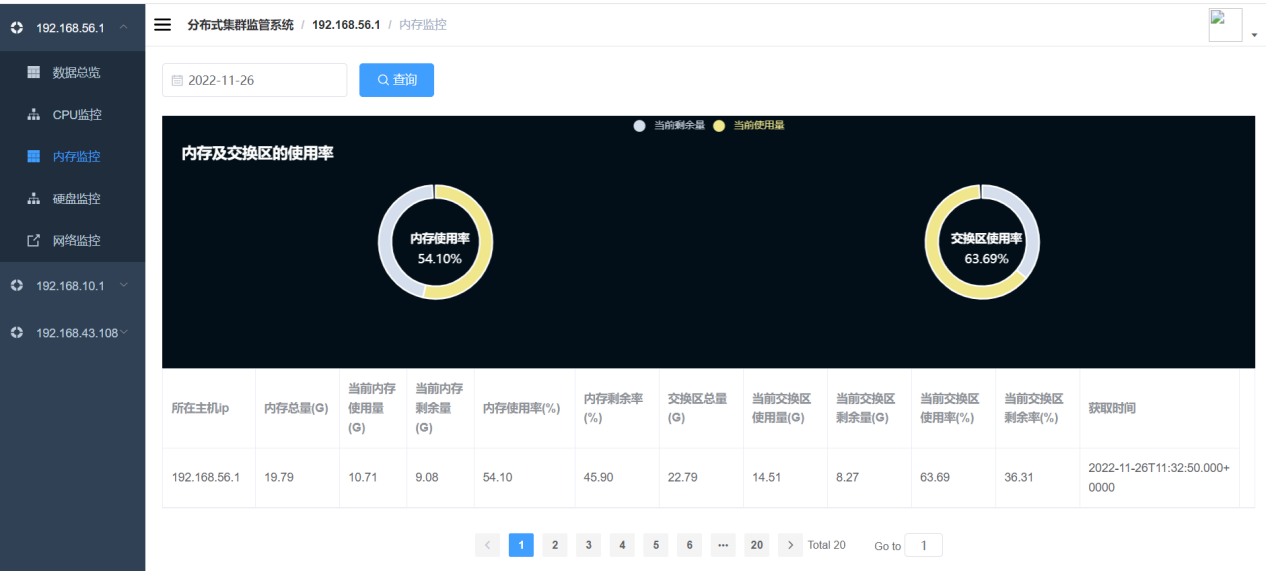 192.168.56.1
数据总览
CPU监控
内存监控
硬盘监控
网络监控
192.168.10.1
192.168.43.108
分布式集群监管系统 / 192.168.56.1 / 内存监控
2022-11-26
查询
当前剩余量 当前使用量
内存及交换区的使用率
内存使用率
54.10%
交换区使用率
63.69%
所在主机ip
内存总量(G)
当前内存
使用量
(G)
当前内存
剩余量
(G)
内存使用率(%)
内存剩余率
(%)
交换区总量
(G)
当前交换区
使用量(G)
当前交换区
剩余量(G)
当前交换区
使用率(%)
当前交换区
剩余率(%)
获取时间
192.168.56.1
19.79
10.71
9.08
54.10
45.90
22.79
14.51
8.27
63.69
36.31
2022-11-26T11:32:50.000+
0000
< 1 2 3 4 5 6 ··· 20 > Total 20 Go to 1